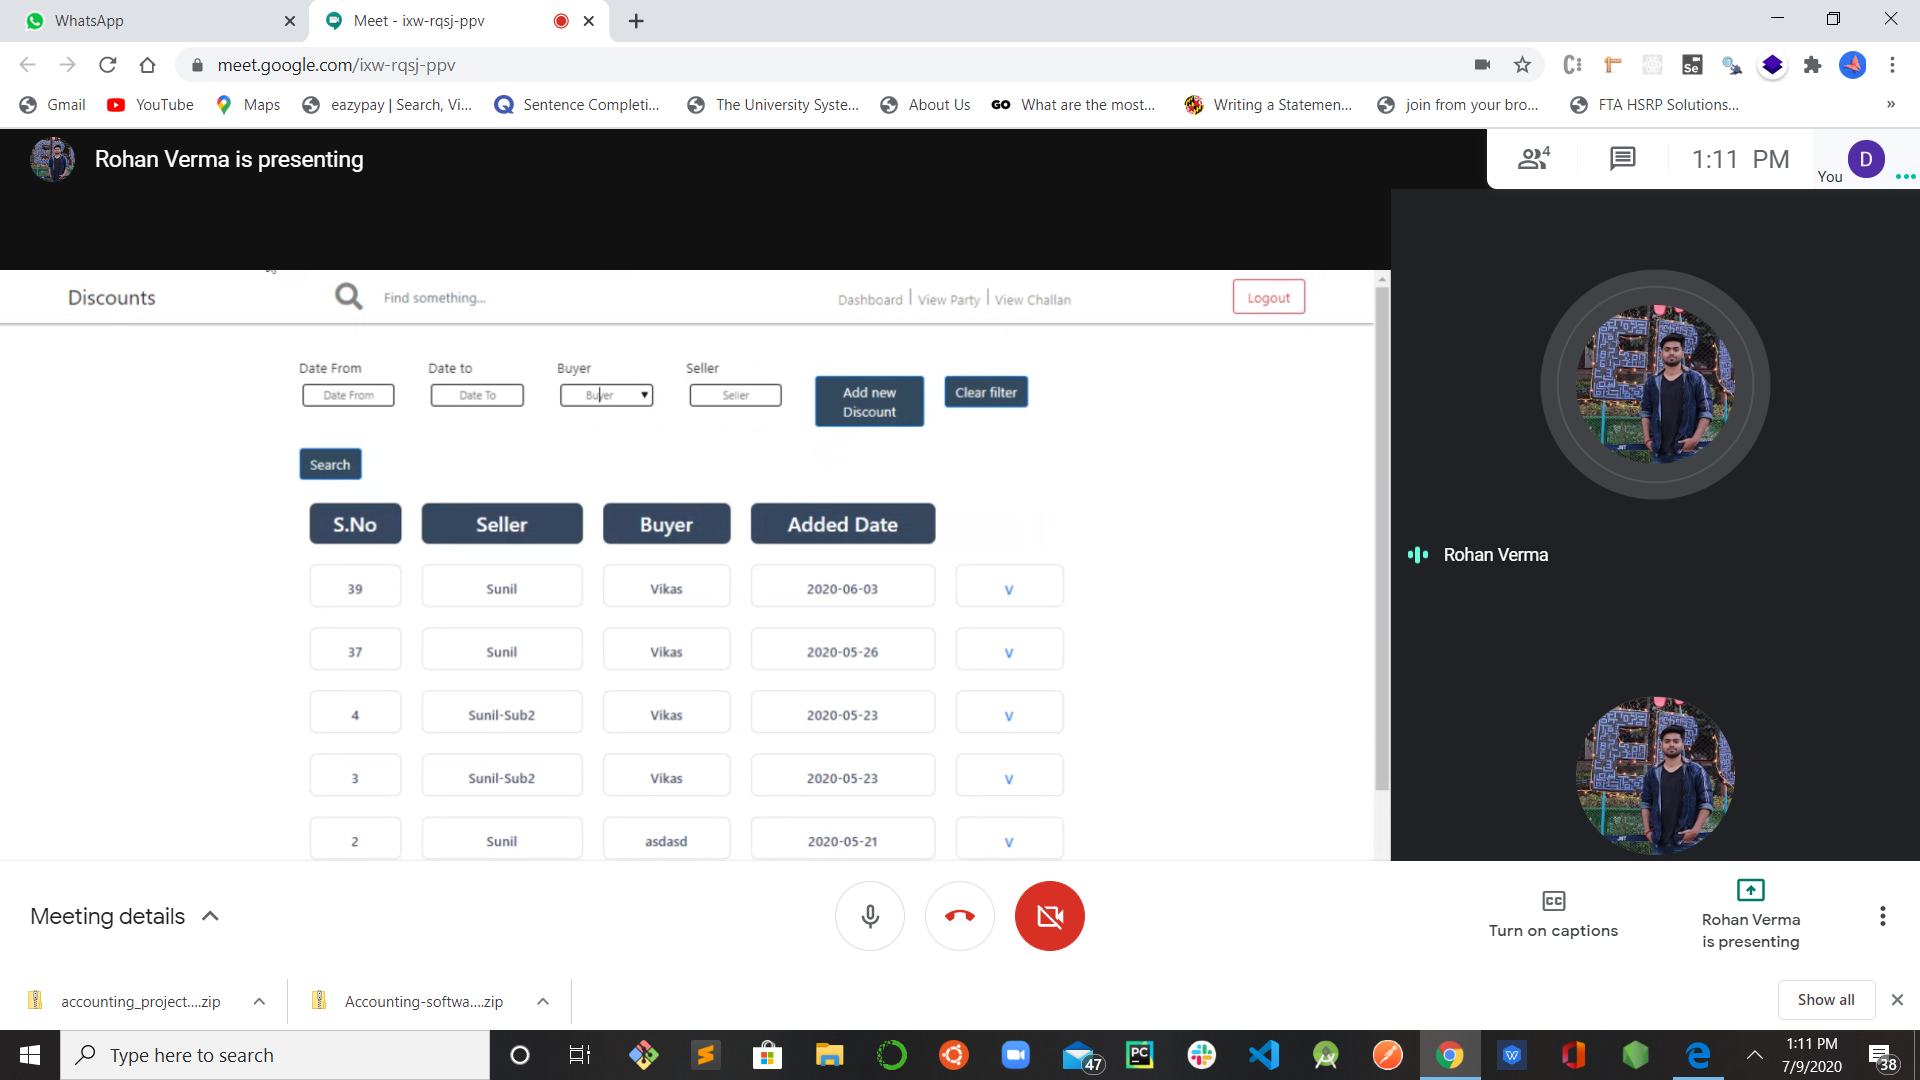 WhatsApp
Meet - ixw-rqsj-ppv
meet.google.com/ixw-rqsj-ppv
Gmail
YouTube
Maps
eazypay | Search, Vi...
Sentence Completi...
The University Syste...
About Us
GO What are the most...
Writing a Statemen...
join from your bro...
FTA HSRP Solutions...
»
Rohan Verma is presenting
4
1:11 PM
You
D
Discounts
Find something...
Dashboard | View Party | View Challan
Logout
Date From
Date to
Buyer
Seller
Date From
Date To
Buyer
Seller
Add new
Discount
Clear filter
Search
S.No Seller Buyer Added Date
39 Sunil Vikas 2020-06-03 v
37 Sunil Vikas 2020-05-26 v
4 Sunil-Sub2 Vikas 2020-05-23 v
3 Sunil-Sub2 Vikas 2020-05-23 v
2 Sunil asdasd 2020-05-21 v
Rohan Verma
Meeting details
CC
Turn on captions
Rohan Verma
is presenting
accounting_project....zip
Accounting-softwa....zip
Show all
Type here to search
47
PC
1:11 PM
7/9/2020
38
Se